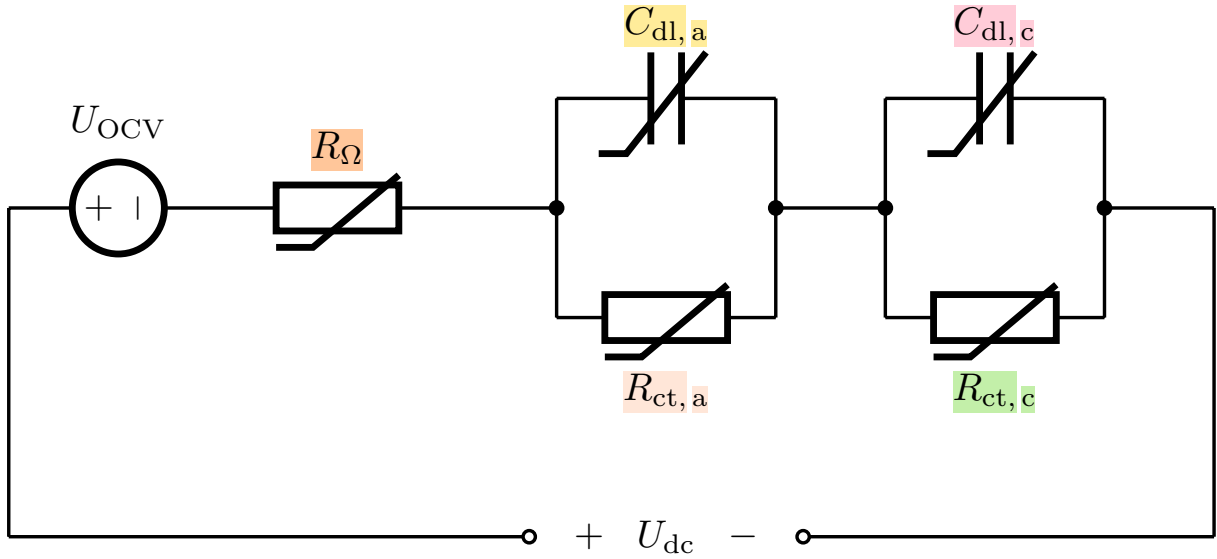 C_dl, a
C_dl, c
U_OCV
R_Ω
+ −
R_ct, a
R_ct, c
+ U_dc −